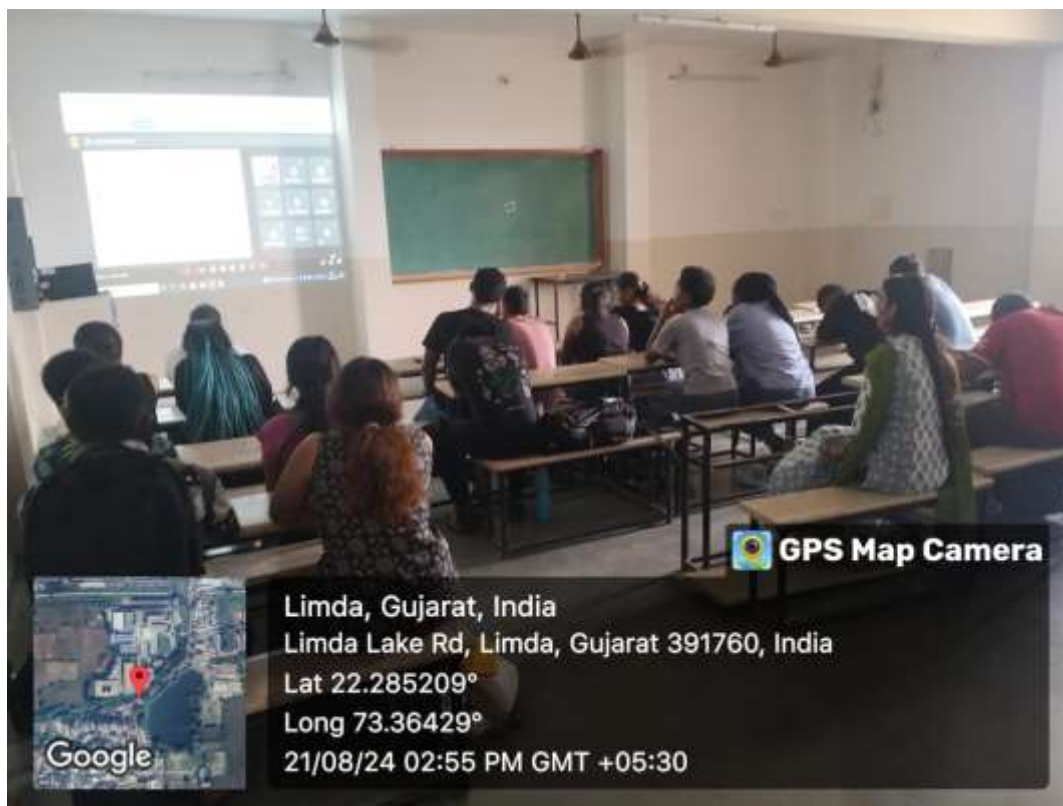 GPS Map Camera
Limda, Gujarat, India
Limda Lake Rd, Limda, Gujarat 391760, India
Lat 22.285209°
Long 73.36429°
21/08/24 02:55 PM GMT +05:30
Google